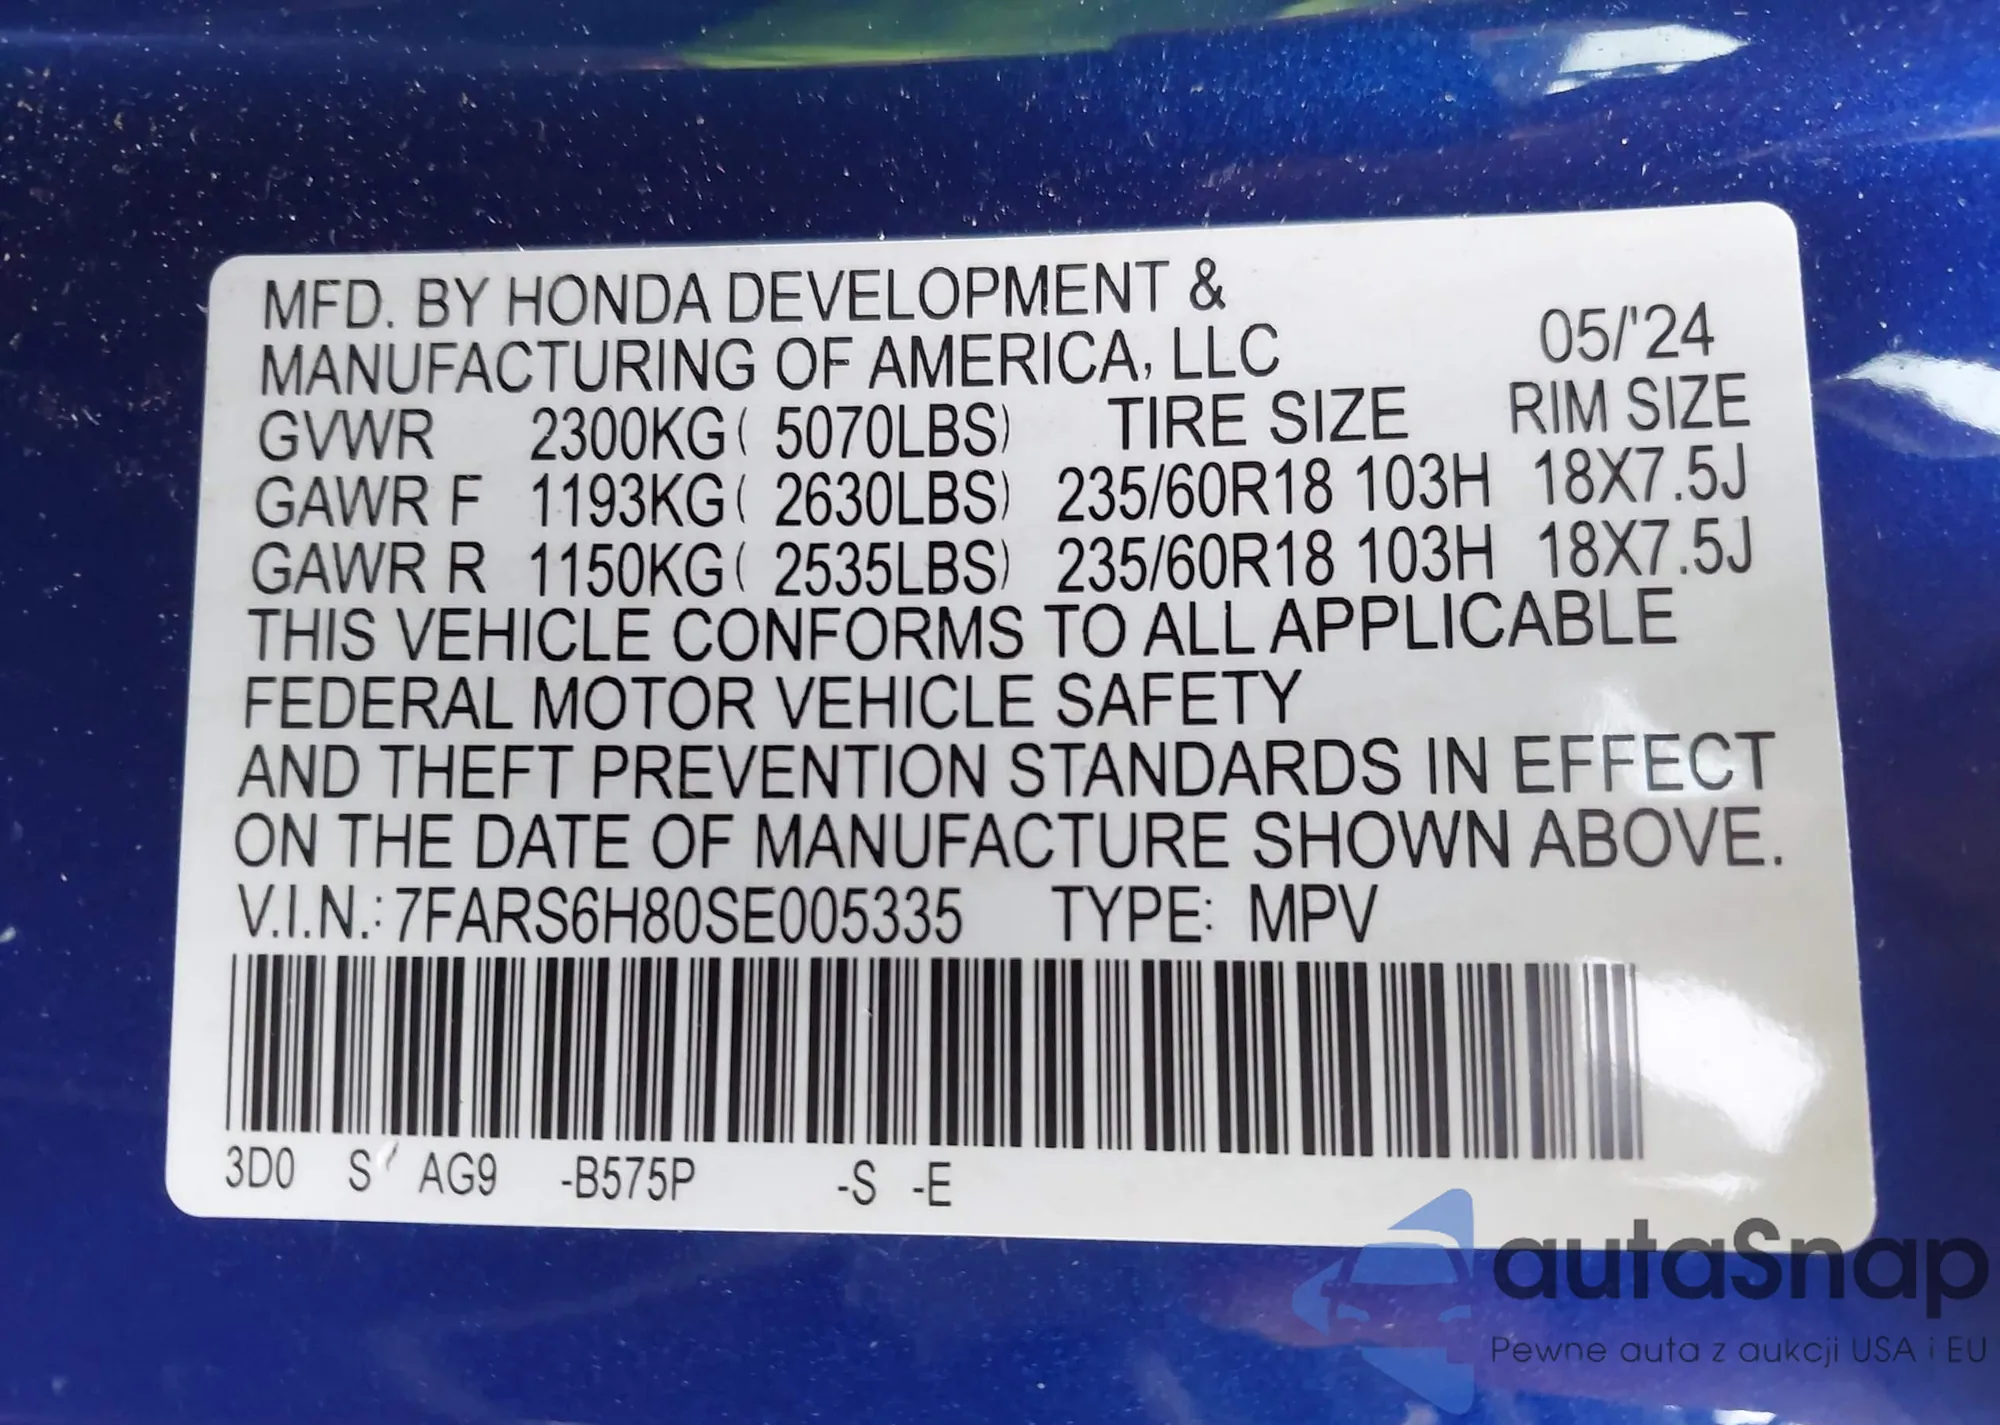 MFD. BY HONDA DEVELOPMENT &
MANUFACTURING OF AMERICA, LLC 05/'24
GVWR 2300KG( 5070LBS) TIRE SIZE RIM SIZE
GAWR F 1193KG( 2630LBS) 235/60R18 103H 18X7.5J
GAWR R 1150KG( 2535LBS) 235/60R18 103H 18X7.5J
THIS VEHICLE CONFORMS TO ALL APPLICABLE
FEDERAL MOTOR VEHICLE SAFETY
AND THEFT PREVENTION STANDARDS IN EFFECT
ON THE DATE OF MANUFACTURE SHOWN ABOVE.
V.I.N.: 7FARS6H80SE005335 TYPE: MPV
3D0 S AG9 -B575P -S -E
autaSnap
Pewne auta z aukcji USA i EU